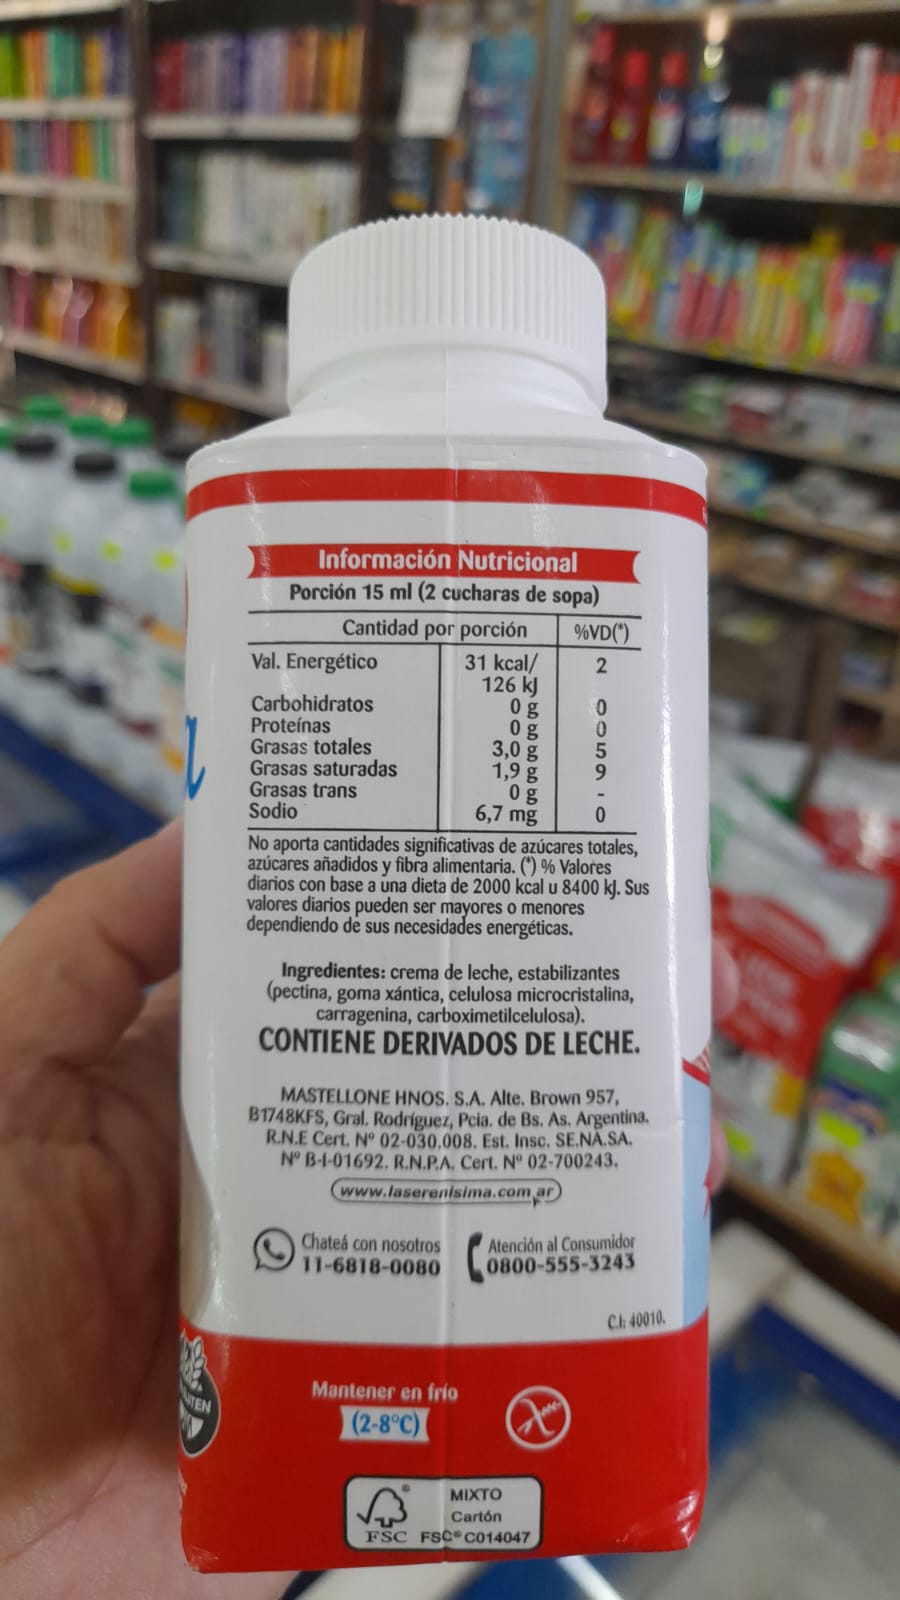 Información Nutricional
Porción 15 ml (2 cucharas de sopa)
Cantidad por porción %VD(*)
Val. Energético 31 kcal/ 2
126 kJ
Carbohidratos 0 g 0
Proteínas 0 g 0
Grasas totales 3,0 g 5
Grasas saturadas 1,9 g 9
Grasas trans 0 g -
Sodio 6,7 mg 0
No aporta cantidades significativas de azúcares totales,
azúcares añadidos y fibra alimentaria. (*) % Valores
diarios con base a una dieta de 2000 kcal u 8400 kJ. Sus
valores diarios pueden ser mayores o menores
dependiendo de sus necesidades energéticas.
Ingredientes: crema de leche, estabilizantes
(pectina, goma xántica, celulosa microcristalina,
carragenina, carboximetilcelulosa).
CONTIENE DERIVADOS DE LECHE.
MASTELLONE HNOS. S.A. Alte. Brown 957,
B1748KFS, Gral. Rodríguez, Pcia. de Bs. As. Argentina.
R.N.E Cert. Nº 02-030.008. Est. Insc. SE.NA.SA.
Nº B-I-01692. R.N.P.A. Cert. Nº 02-700243.
www.laserenisima.com.ar
Chateá con nosotros
11-6818-0080
Atención al Consumidor
0800-555-3243
C.I: 40010.
Mantener en frío
(2-8°C)
MIXTO
Cartón
FSC® FSC® C014047